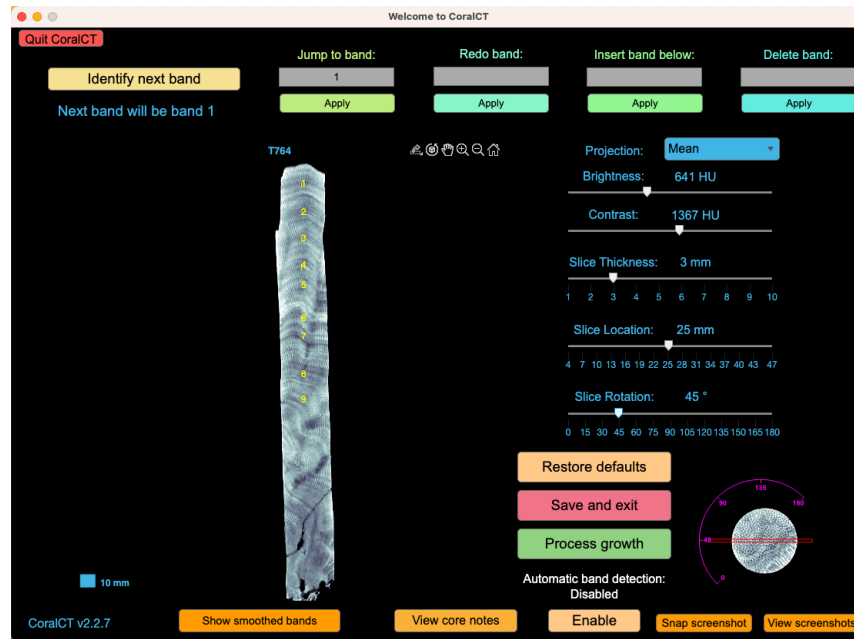 Welcome to CoralCT
Quit CoralCT
Jump to band:
Redo band:
Insert band below:
Delete band:
Identify next band
1
Apply
Apply
Apply
Apply
Next band will be band 1
T764
Projection:
Mean
Brightness:
641 HU
Contrast:
1367 HU
Slice Thickness:
3 mm
1 2 3 4 5 6 7 8 9 10
Slice Location:
25 mm
4 7 10 13 16 19 22 25 28 31 34 37 40 43 47
Slice Rotation:
45 °
0 15 30 45 60 75 90 105 120 135 150 165 180
1
2
3
4
5
6
7
8
9
Restore defaults
Save and exit
Process growth
135
90
180
45
0
Automatic band detection:
Disabled
Enable
10 mm
CoralCT v2.2.7
Show smoothed bands
View core notes
Snap screenshot
View screenshots